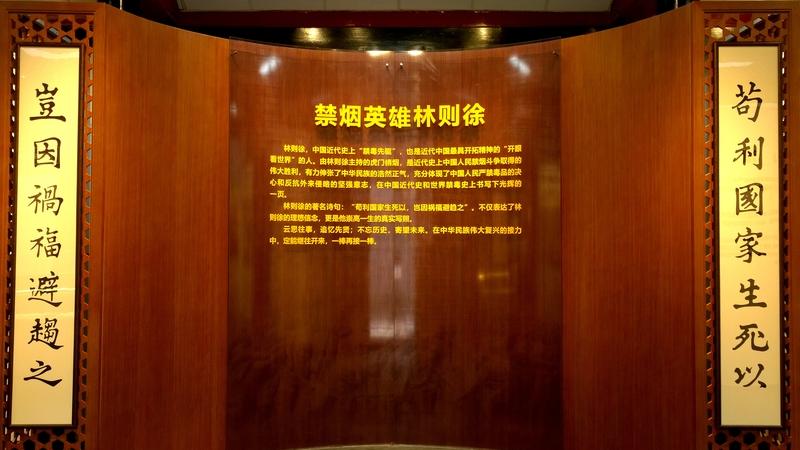 苟利國家生死以
禁烟英雄林则徐
林则徐，中国近代史上“禁毒先驱”，也是近代中国最具开拓精神的“开眼
看世界”的人。由林则徐主持的虎门销烟，是近代史上中国人民禁烟斗争取得的
伟大胜利，有力伸张了中华民族的浩然正气，充分体现了中国人民严禁毒品的决
心和反抗外来侵略的坚强意志，在中国近代史和世界禁毒史上书写下光辉的
一页。
林则徐的著名诗句：“苟利国家生死以，岂因祸福避趋之”。不仅表达了林
则徐的理想信念，更是他崇高一生的真实写照。
云思往事，追忆先贤；不忘历史，寄望未来。在中华民族伟大复兴的接力
中，定能继往开来，一棒再接一棒。
豈因禍福避趨之